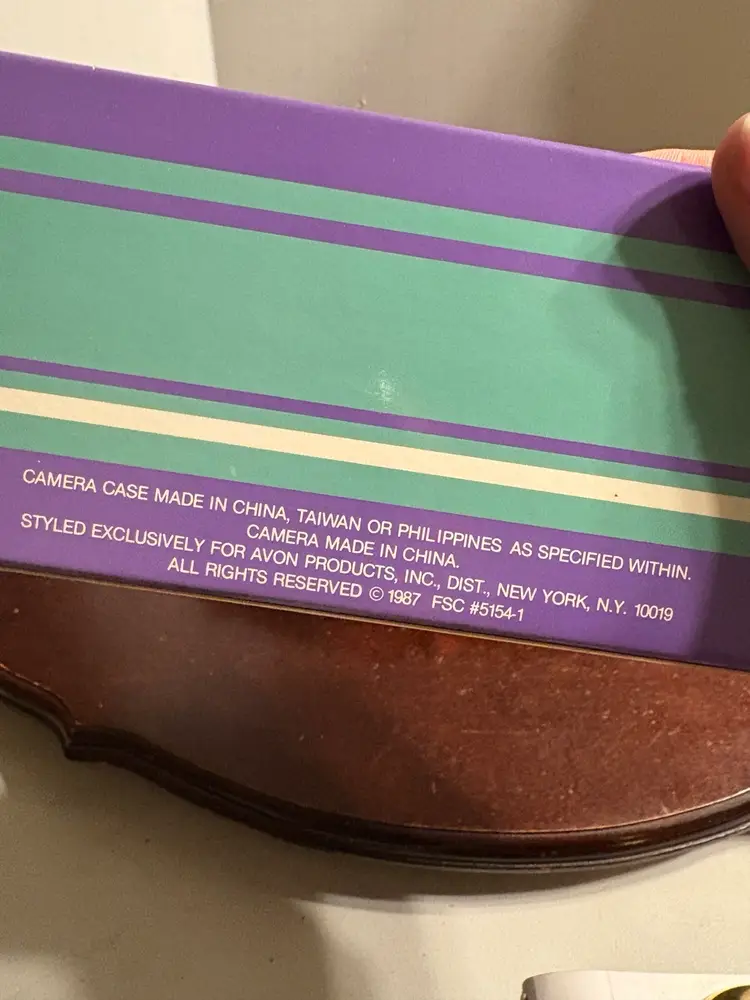 CAMERA CASE MADE IN CHINA, TAIWAN OR PHILIPPINES AS SPECIFIED WITHIN.
CAMERA MADE IN CHINA.
STYLED EXCLUSIVELY FOR AVON PRODUCTS, INC., DIST., NEW YORK, N.Y. 10019
ALL RIGHTS RESERVED © 1987 FSC #5154-1